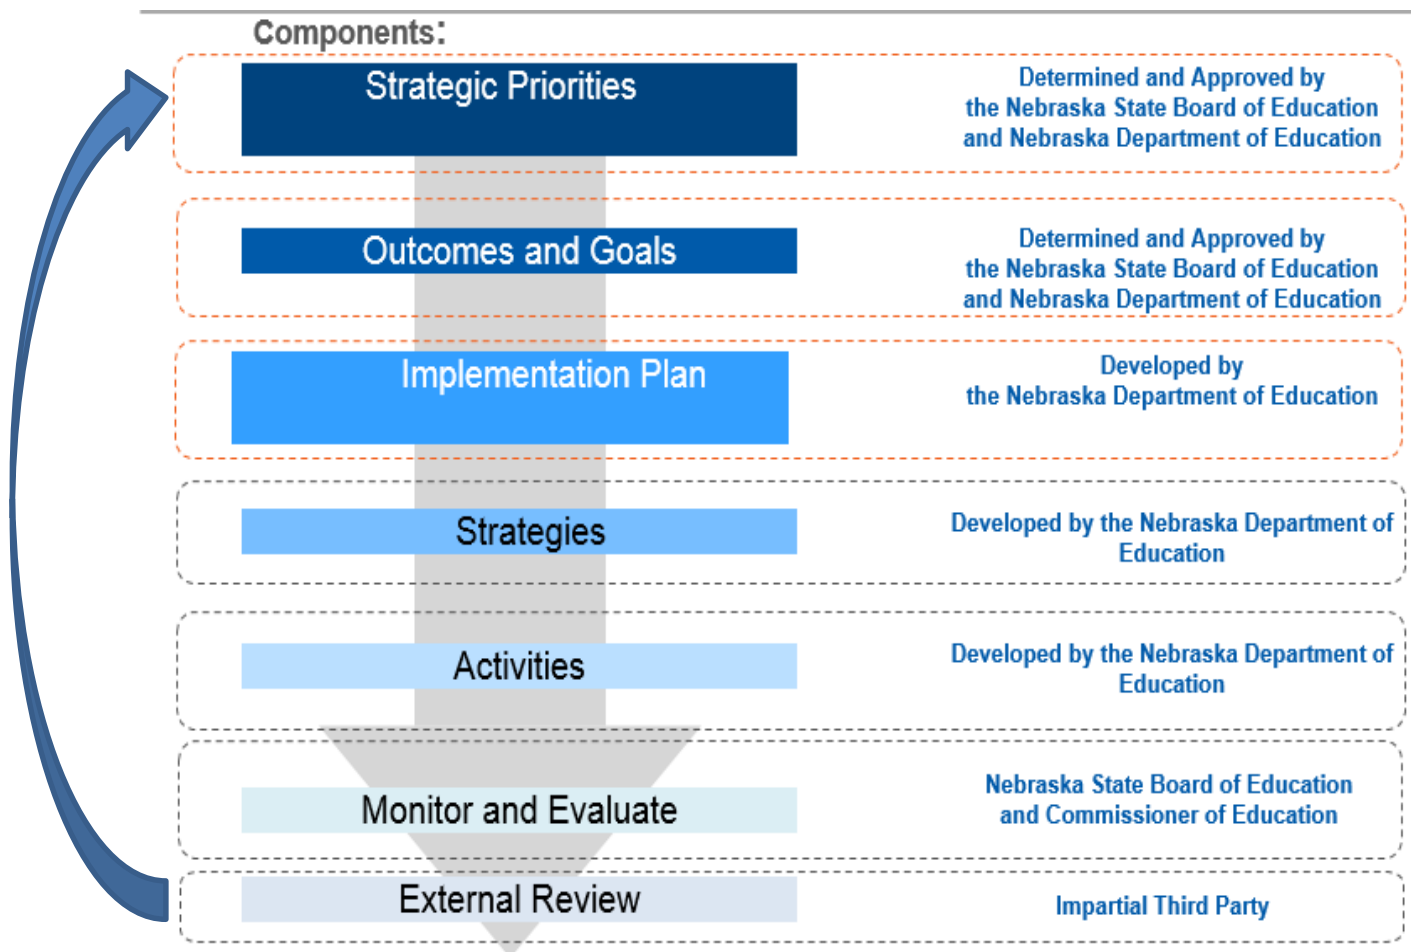 Components:
Strategic Priorities
Determined and Approved by
the Nebraska State Board of Education
and Nebraska Department of Education
Outcomes and Goals
Determined and Approved by
the Nebraska State Board of Education
and Nebraska Department of Education
Implementation Plan
Developed by
the Nebraska Department of Education
Strategies
Developed by the Nebraska Department of
Education
Activities
Developed by the Nebraska Department of
Education
Monitor and Evaluate
Nebraska State Board of Education
and Commissioner of Education
External Review
Impartial Third Party